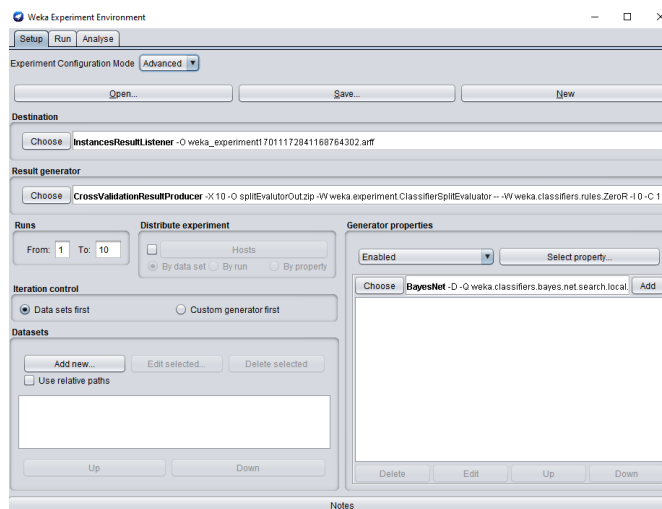 Weka Experiment Environment
Setup Run Analyse
Experiment Configuration Mode Advanced
Open... Save... New
Destination
Choose InstancesResultListener -O weka_experiment17011172841168764302.arff
Result generator
Choose CrossValidationResultProducer -X 10 -O splitEvalutorOut.zip -W weka.experiment.ClassifierSplitEvaluator -- -W weka.classifiers.rules.ZeroR -I 0 -C 1
Runs
From: 1 To: 10
Distribute experiment
Hosts
By data set By run By property
Generator properties
Enabled Select property...
Choose BayesNet -D -Q weka.classifiers.bayes.net.search.local. Add
Iteration control
Data sets first Custom generator first
Datasets
Add new... Edit selected... Delete selected
Use relative paths
Up Down
Delete Edit Up Down
Notes